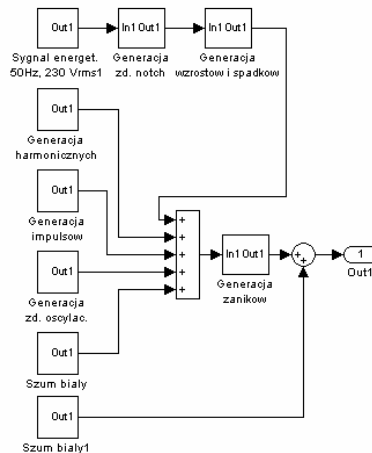 Out1
In1 Out1
In1 Out1
Sygnal energet.
50Hz, 230 Vrms1
Generacja
zd. notch
Generacja
wzrostow i spadkow
Out1
Generacja
harmonicznych
Out1
Generacja
impulsow
Out1
Generacja
zd. oscylac.
+
+
+
+
+
In1 Out1
Generacja
zanikow
+
+
1
Out1
Out1
Szum bialy
Out1
Szum bialy1